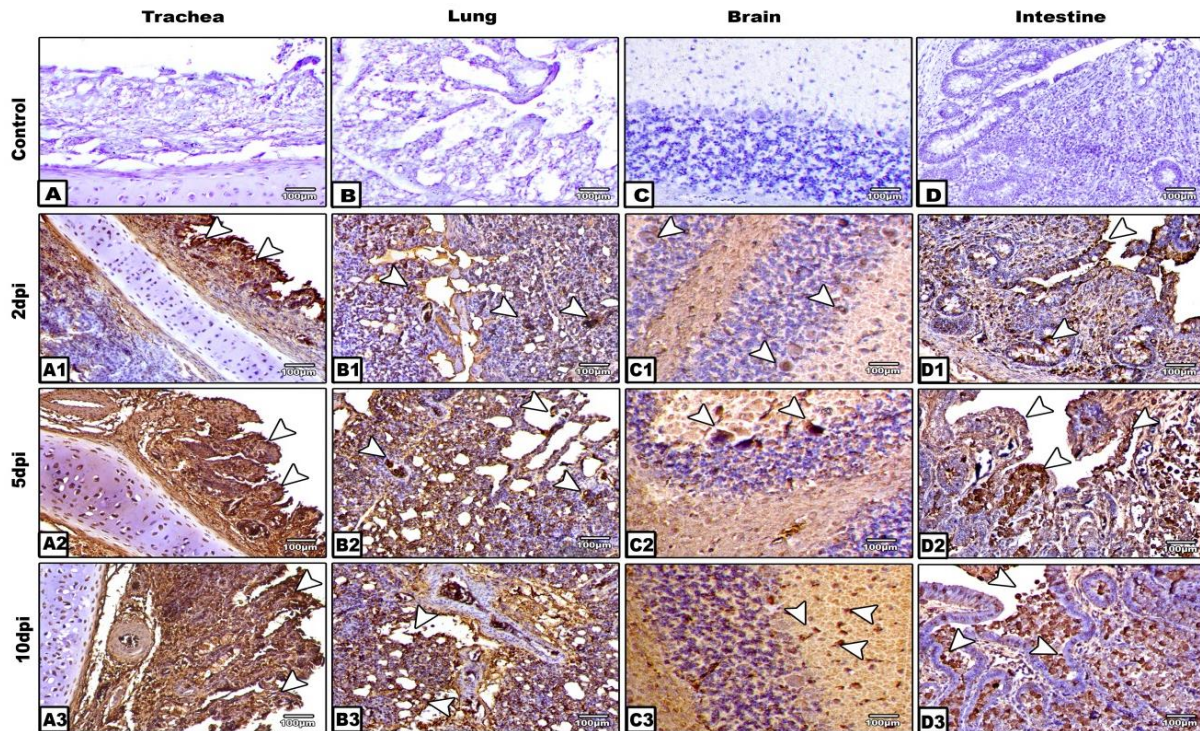 Trachea
Lung
Brain
Intestine
Control
A
100µm
B
100µm
C
100µm
D
100µm
2dpi
A1
100µm
B1
100µm
C1
100µm
D1
100µm
5dpi
A2
100µm
B2
100µm
C2
100µm
D2
100µm
10dpi
A3
100µm
B3
100µm
C3
100µm
D3
100µm